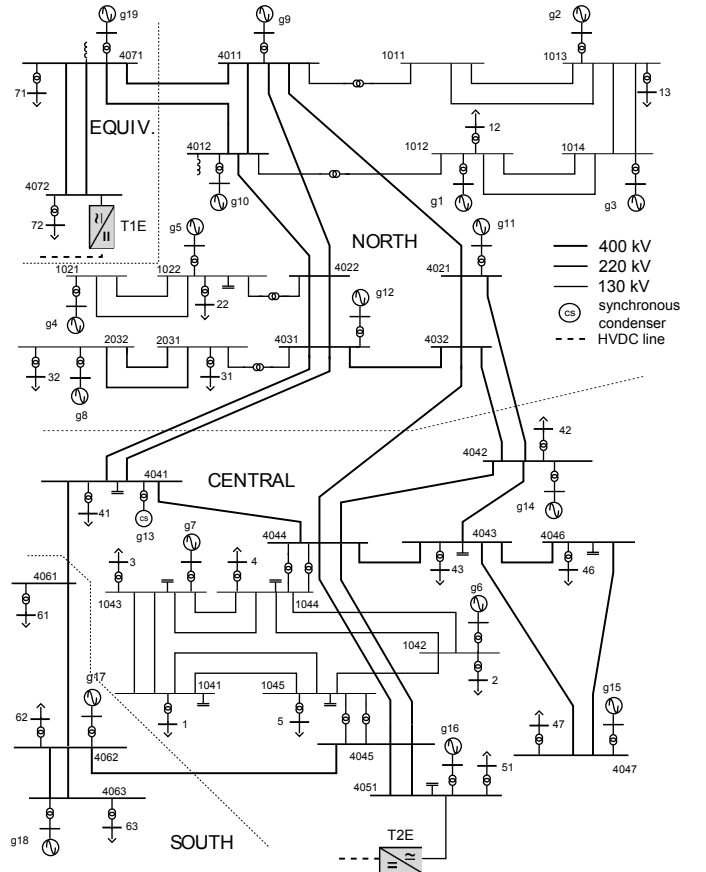 g19
g9
g2
4071
4011
1011
1013
71
13
EQUIV.
12
4012
1012
1014
4072
g10
g1
g3
72
T1E
g5
g11
NORTH
400 kV
220 kV
130 kV
synchronous
condenser
HVDC line
CS
1021
1022
4022
4021
22
g12
g4
2032
2031
4031
4032
32
31
g8
42
4042
4041
CENTRAL
g14
41
CS
g13
g7
4044
4043
4046
3
4
43
46
4061
1043
1044
g6
61
1042
2
g17
1041
1045
g15
62
1
5
g16
47
4062
4045
51
4047
4051
4063
g18
63
SOUTH
T2E